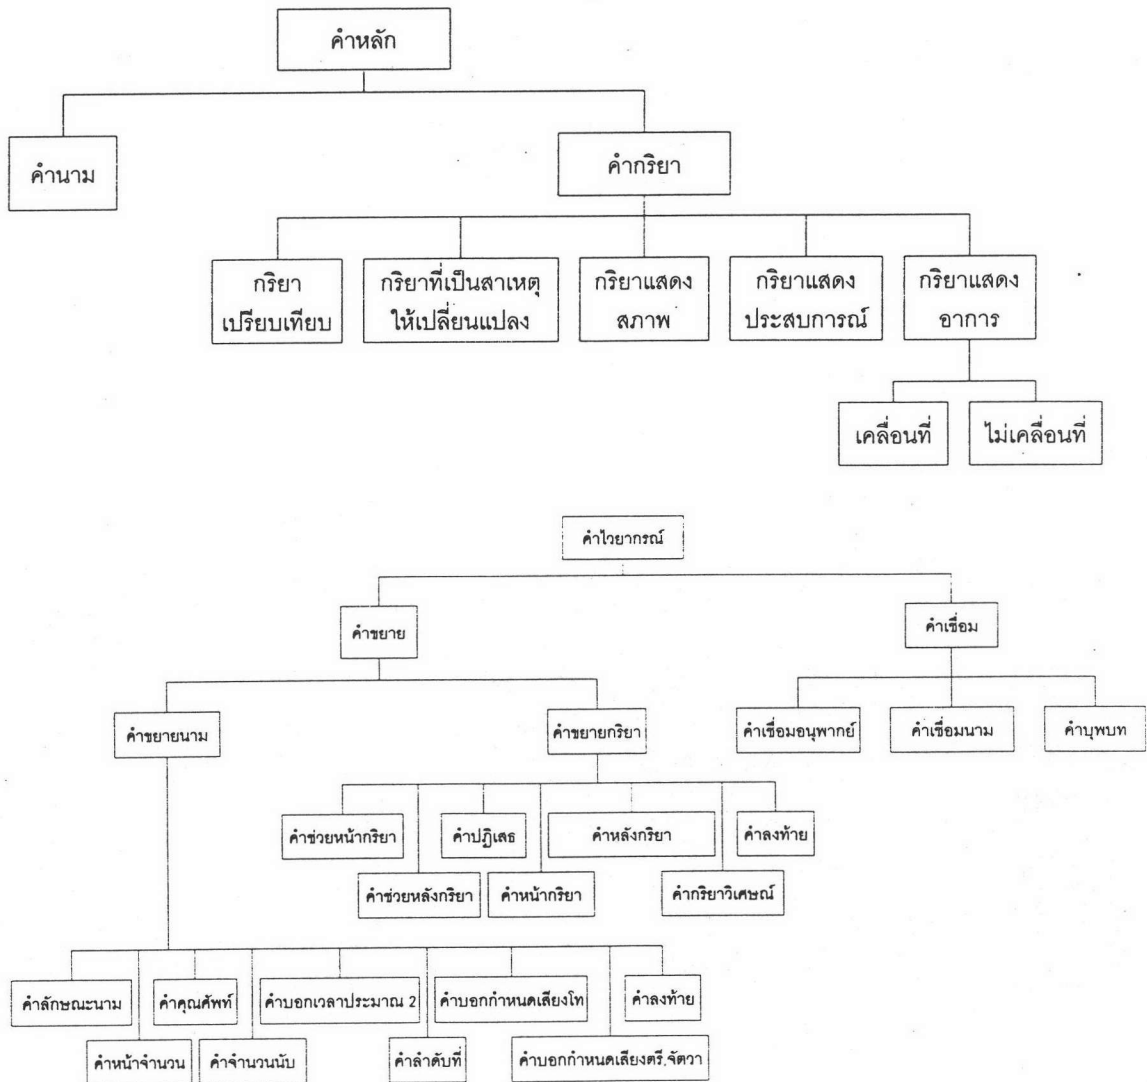 คำหลัก
คำนาม
คำกริยา
กริยา
เปรียบเทียบ
กริยาที่เป็นสาเหตุ
ให้เปลี่ยนแปลง
กริยาแสดง
สภาพ
กริยาแสดง
ประสบการณ์
กริยาแสดง
อาการ
เคลื่อนที่
ไม่เคลื่อนที่
คำไวยากรณ์
คำขยาย
คำเชื่อม
คำขยายนาม
คำขยายกริยา
คำเชื่อมอนุพากย์
คำเชื่อมนาม
คำบุพบท
คำช่วยหน้ากริยา
คำปฏิเสธ
คำหลังกริยา
คำลงท้าย
คำช่วยหลังกริยา
คำหน้ากริยา
คำกริยาวิเศษณ์
คำลักษณะนาม
คำคุณศัพท์
คำบอกเวลาประมาณ 2
คำบอกกำหนดเสียงโท
คำลงท้าย
คำหน้าจำนวน
คำจำนวนนับ
คำลำดับที่
คำบอกกำหนดเสียงตรี,จัตวา